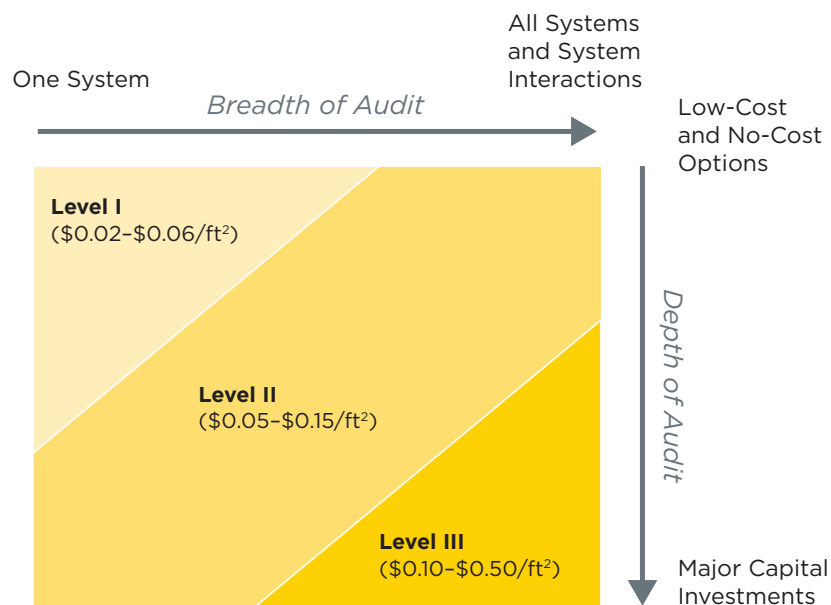 All Systems
and System
Interactions
One System
Breadth of Audit
Low-Cost
and No-Cost
Options
Level I
($0.02–$0.06/ft²)
Level II
($0.05–$0.15/ft²)
Level III
($0.10–$0.50/ft²)
Depth of Audit
Major Capital
Investments